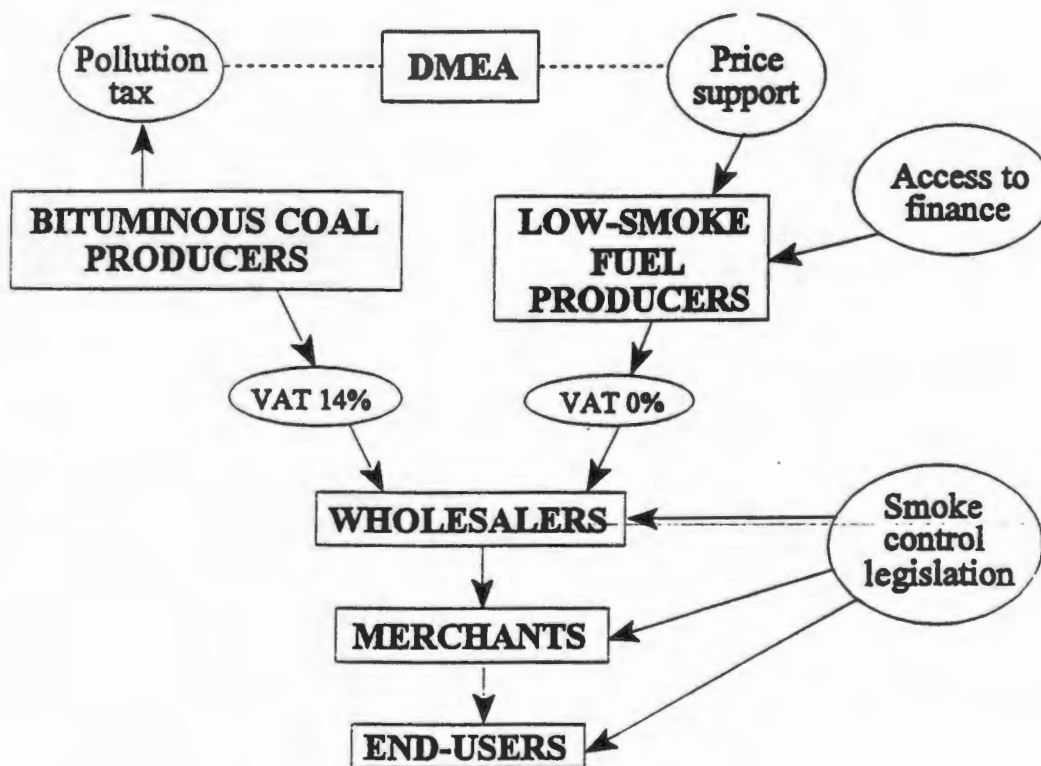 Pollution
tax
DMEA
Price
support
Access to
finance
BITUMINOUS COAL
PRODUCERS
LOW-SMOKE
FUEL
PRODUCERS
VAT 14%
VAT 0%
WHOLESALERS
Smoke
control
legislation
MERCHANTS
END-USERS